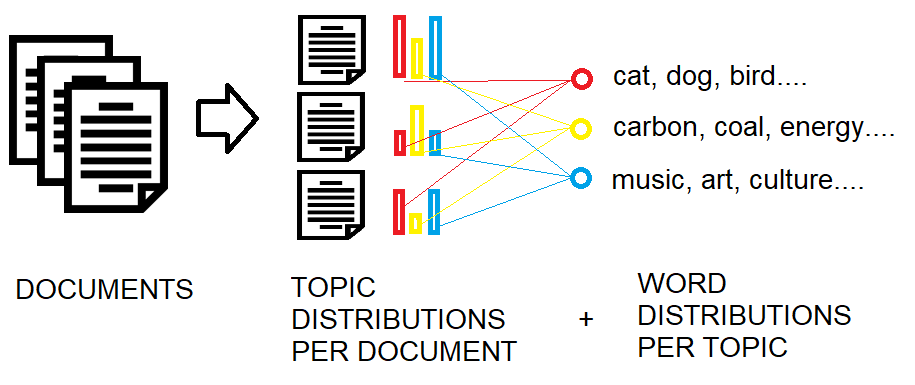 cat, dog, bird....
carbon, coal, energy....
music, art, culture....
DOCUMENTS
TOPIC
DISTRIBUTIONS
PER DOCUMENT
+
WORD
DISTRIBUTIONS
PER TOPIC